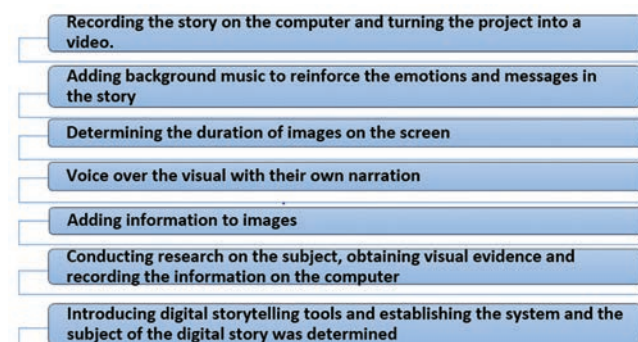 Recording the story on the computer and turning the project into a
video.
Adding background music to reinforce the emotions and messages in
the story
Determining the duration of images on the screen
Voice over the visual with their own narration
Adding information to images
Conducting research on the subject, obtaining visual evidence and
recording the information on the computer
Introducing digital storytelling tools and establishing the system and the
subject of the digital story was determined